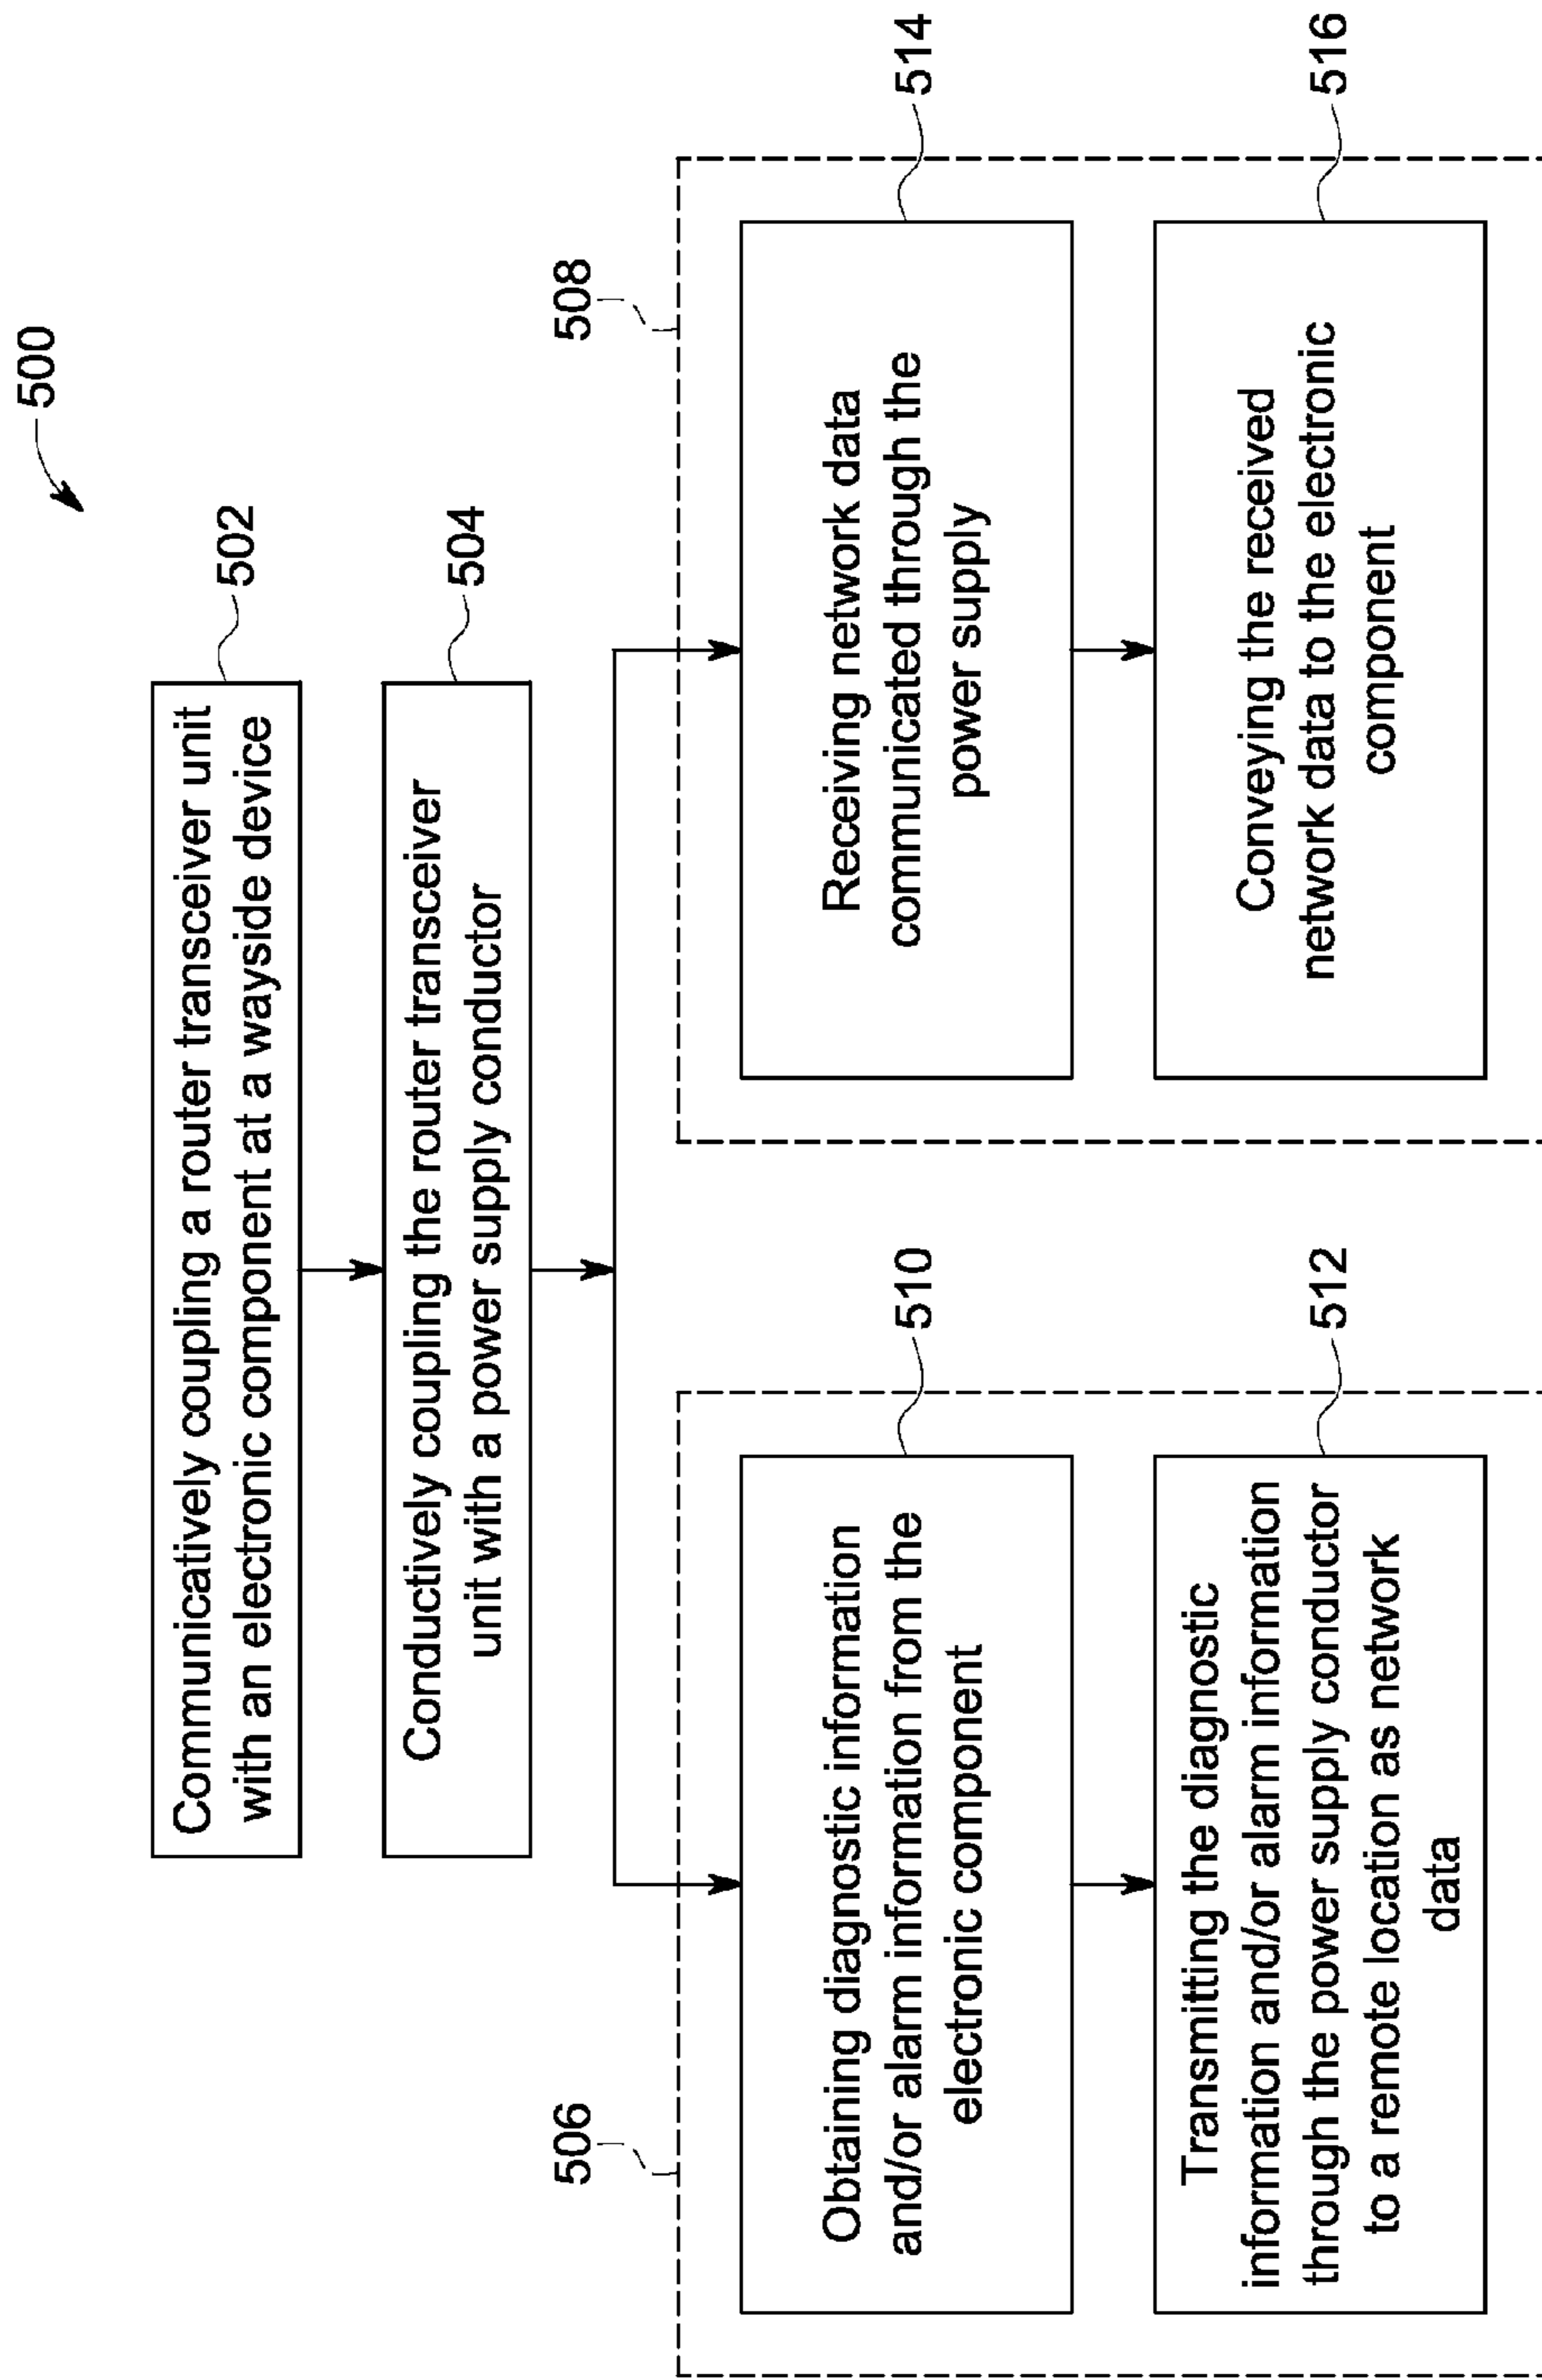 500
Communicatively coupling a router transceiver unit
with an electronic component at a wayside device
502
Conductively coupling the router transceiver
unit with a power supply conductor
504
506
Obtaining diagnostic information
and/or alarm information from the
electronic component
510
Transmitting the diagnostic
information and/or alarm information
through the power supply conductor
to a remote location as network
data
512
508
Receiving network data
communicated through the
power supply
514
Conveying the received
network data to the electronic
component
516